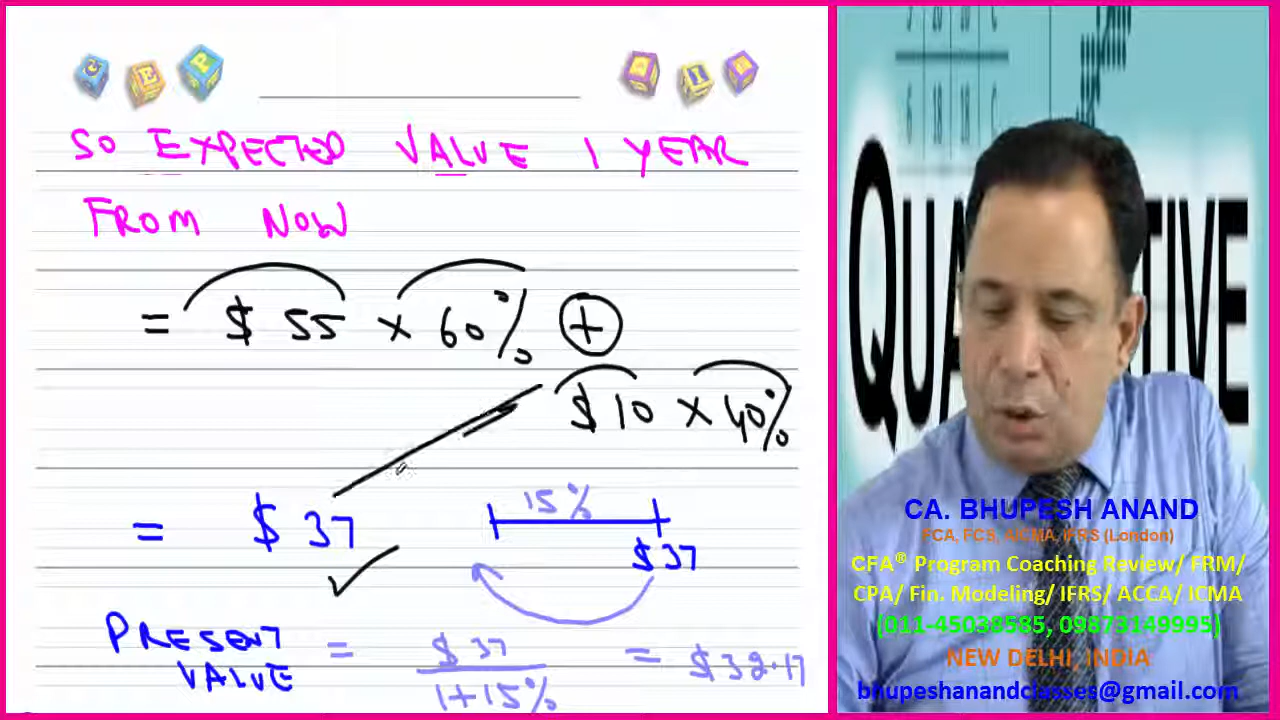 SO EXPECTED VALUE 1 YEAR
FROM NOW
= $ 55 × 60% +
$ 10 × 40%
= $ 37
15%
$37
PRESENT VALUE = $ 37 / 1+15% = $32.17
QUANTITATIVE
CA. BHUPESH ANAND
FCA, FCS, AICMA, IFRS (London)
CFA® Program Coaching Review/ FRM/
CPA/ Fin. Modeling/ IFRS/ ACCA/ ICMA
(011-45038585, 09873149995)
NEW DELHI, INDIA
bhupeshanandclasses@gmail.com